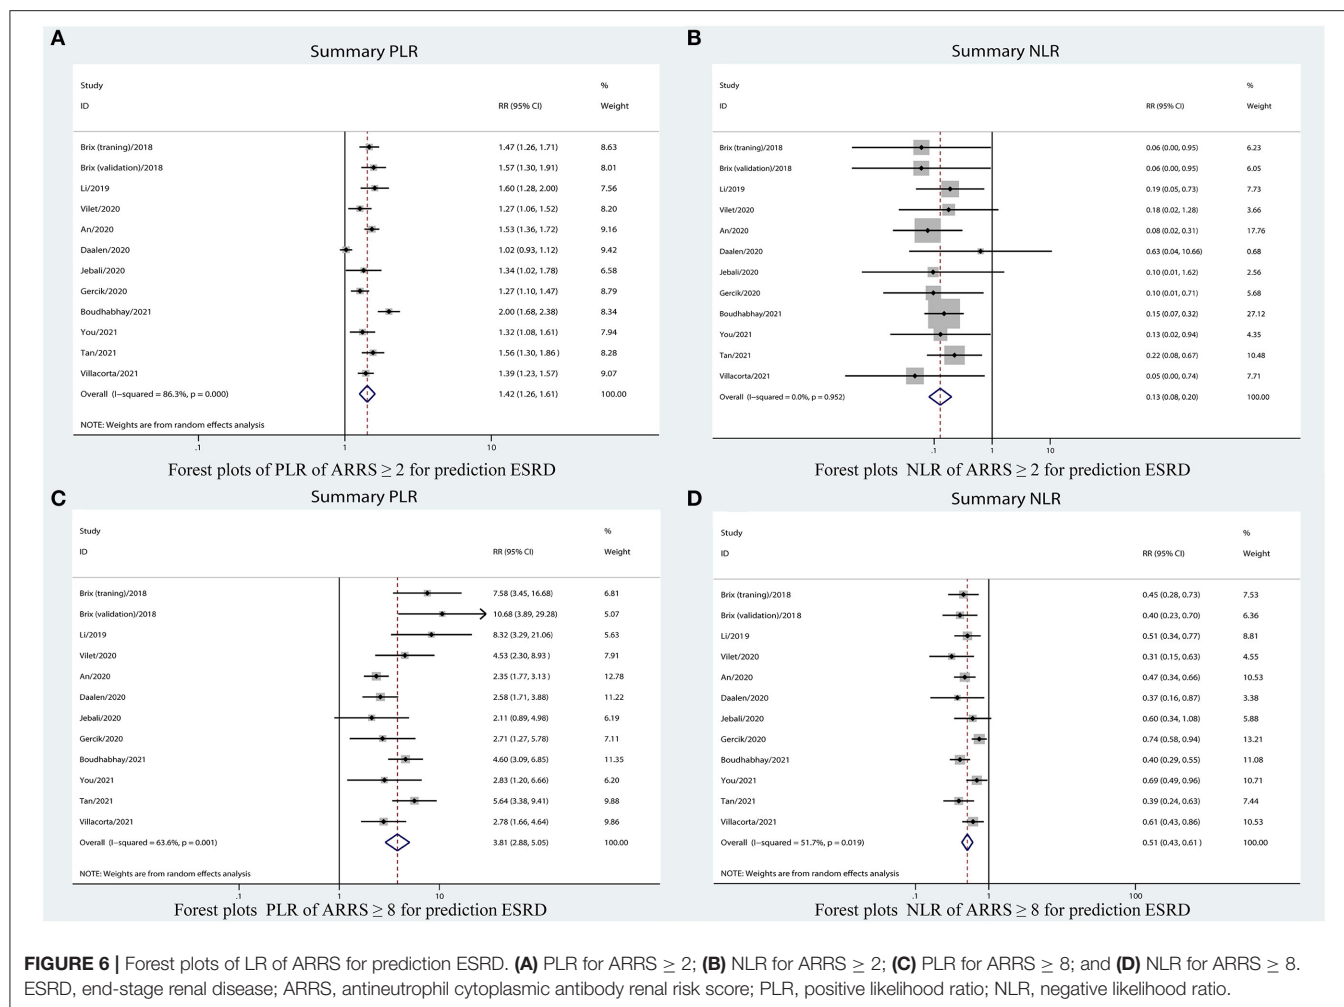 A
Summary PLR
Study %
ID RR (95% CI) Weight
Brix (traning)/2018 1.47 (1.26, 1.71) 8.63
Brix (validation)/2018 1.57 (1.30, 1.91) 8.01
Li/2019 1.60 (1.28, 2.00) 7.56
Vilet/2020 1.27 (1.06, 1.52) 8.20
An/2020 1.53 (1.36, 1.72) 9.16
Daalen/2020 1.02 (0.93, 1.12) 9.42
Jebali/2020 1.34 (1.02, 1.78) 6.58
Gercik/2020 1.27 (1.10, 1.47) 8.79
Boudhabhay/2021 2.00 (1.68, 2.38) 8.34
You/2021 1.32 (1.08, 1.61) 7.94
Tan/2021 1.56 (1.30, 1.86 ) 8.28
Villacorta/2021 1.39 (1.23, 1.57) 9.07
Overall (I−squared = 86.3%, p = 0.000) 1.42 (1.26, 1.61) 100.00
NOTE: Weights are from random effects analysis
.1 1 10
Forest plots of PLR of ARRS ≥ 2 for prediction ESRD
B
Summary NLR
Study %
ID RR (95% CI) Weight
Brix (traning)/2018 0.06 (0.00, 0.95) 6.23
Brix (validation)/2018 0.06 (0.00, 0.95) 6.05
Li/2019 0.19 (0.05, 0.73) 7.73
Vilet/2020 0.18 (0.02, 1.28) 3.66
An/2020 0.08 (0.02, 0.31) 17.76
Daalen/2020 0.63 (0.04, 10.66) 0.68
Jebali/2020 0.10 (0.01, 1.62) 2.56
Gercik/2020 0.10 (0.01, 0.71) 5.68
Boudhabhay/2021 0.15 (0.07, 0.32) 27.12
You/2021 0.13 (0.02, 0.94) 4.35
Tan/2021 0.22 (0.08, 0.67) 10.48
Villacorta/2021 0.05 (0.00, 0.74) 7.71
Overall (I−squared = 0.0%, p = 0.952) 0.13 (0.08, 0.20) 100.00
NOTE: Weights are from random effects analysis
.1 1 10
Forest plots NLR of ARRS ≥ 2 for prediction ESRD
C
Summary PLR
Study %
ID RR (95% CI) Weight
Brix (traning)/2018 7.58 (3.45, 16.68) 6.81
Brix (validation)/2018 10.68 (3.89, 29.28) 5.07
Li/2019 8.32 (3.29, 21.06) 5.63
Vilet/2020 4.53 (2.30, 8.93 ) 7.91
An/2020 2.35 (1.77, 3.13 ) 12.78
Daalen/2020 2.58 (1.71, 3.88) 11.22
Jebali/2020 2.11 (0.89, 4.98) 6.19
Gercik/2020 2.71 (1.27, 5.78) 7.11
Boudhabhay/2021 4.60 (3.09, 6.85) 11.35
You/2021 2.83 (1.20, 6.66) 6.20
Tan/2021 5.64 (3.38, 9.41) 9.88
Villacorta/2021 2.78 (1.66, 4.64) 9.86
Overall (I−squared = 63.6%, p = 0.001) 3.81 (2.88, 5.05) 100.00
NOTE: Weights are from random effects analysis
.1 1 10
Forest plots PLR of ARRS ≥ 8 for prediction ESRD
D
Summary NLR
Study %
ID RR (95% CI) Weight
Brix (traning)/2018 0.45 (0.28, 0.73) 7.53
Brix (validation)/2018 0.40 (0.23, 0.70) 6.36
Li/2019 0.51 (0.34, 0.77) 8.81
Vilet/2020 0.31 (0.15, 0.63) 4.55
An/2020 0.47 (0.34, 0.66) 10.53
Daalen/2020 0.37 (0.16, 0.87) 3.38
Jebali/2020 0.60 (0.34, 1.08) 5.88
Gercik/2020 0.74 (0.58, 0.94) 13.21
Boudhabhay/2021 0.40 (0.29, 0.55) 11.08
You/2021 0.69 (0.49, 0.96) 10.71
Tan/2021 0.39 (0.24, 0.63) 7.44
Villacorta/2021 0.61 (0.43, 0.86) 10.53
Overall (I−squared = 51.7%, p = 0.019) 0.51 (0.43, 0.61 ) 100.00
NOTE: Weights are from random effects analysis
.1 1 100
Forest plots NLR of ARRS ≥ 8 for prediction ESRD
FIGURE 6 | Forest plots of LR of ARRS for prediction ESRD. (A) PLR for ARRS ≥ 2; (B) NLR for ARRS ≥ 2; (C) PLR for ARRS ≥ 8; and (D) NLR for ARRS ≥ 8.
ESRD, end-stage renal disease; ARRS, antineutrophil cytoplasmic antibody renal risk score; PLR, positive likelihood ratio; NLR, negative likelihood ratio.